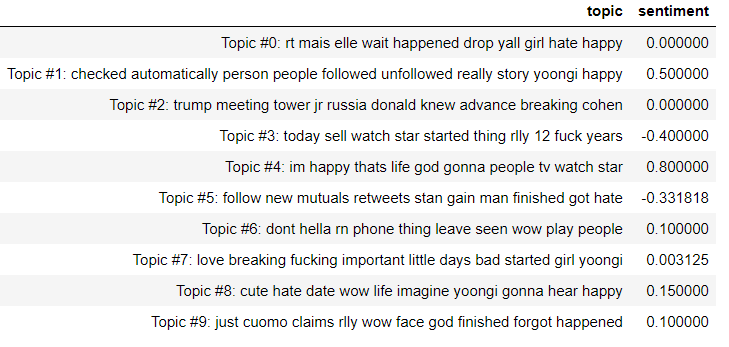 topic sentiment
Topic #0: rt mais elle wait happened drop yall girl hate happy 0.000000
Topic #1: checked automatically person people followed unfollowed really story yoongi happy 0.500000
Topic #2: trump meeting tower jr russia donald knew advance breaking cohen 0.000000
Topic #3: today sell watch star started thing rlly 12 fuck years -0.400000
Topic #4: im happy thats life god gonna people tv watch star 0.800000
Topic #5: follow new mutuals retweets stan gain man finished got hate -0.331818
Topic #6: dont hella rn phone thing leave seen wow play people 0.100000
Topic #7: love breaking fucking important little days bad started girl yoongi 0.003125
Topic #8: cute hate date wow life imagine yoongi gonna hear happy 0.150000
Topic #9: just cuomo claims rlly wow face god finished forgot happened 0.100000